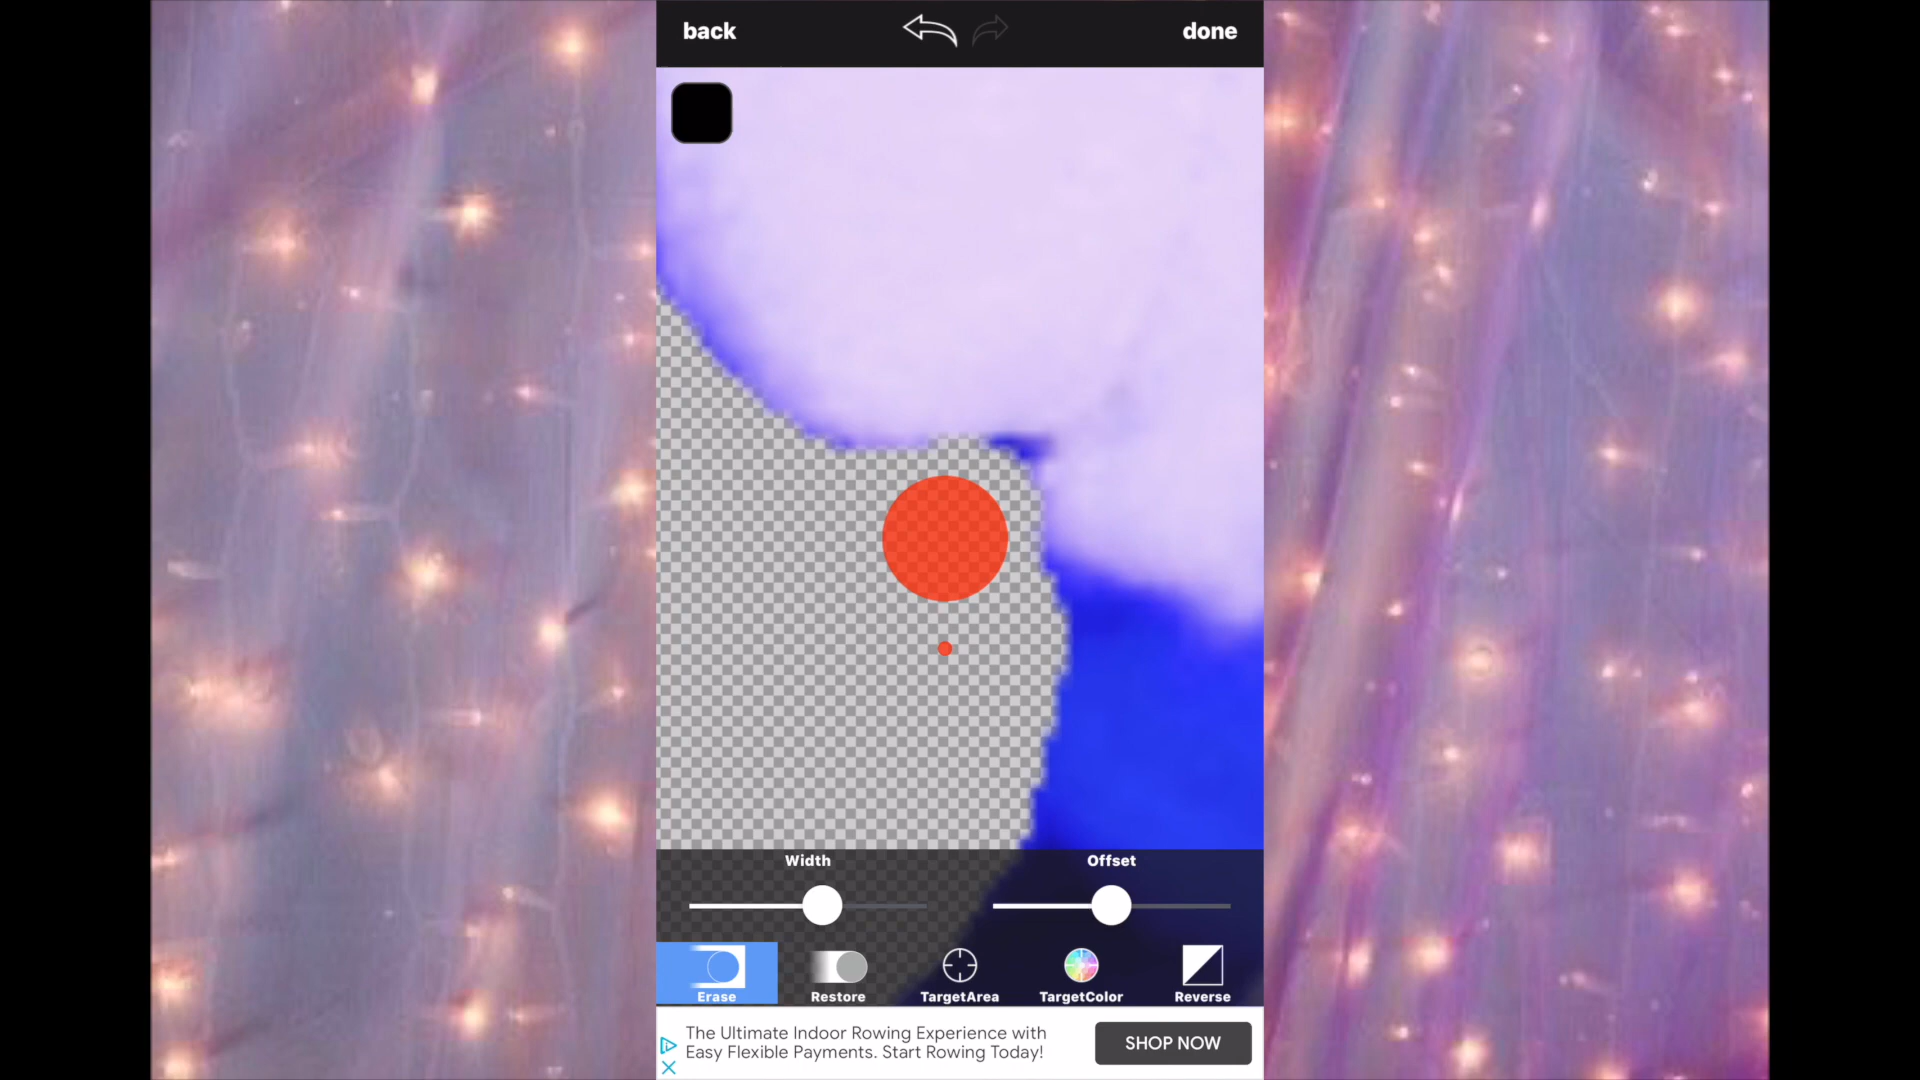 back
done
Width
Offset
Erase
Restore
TargetArea
TargetColor
Reverse
The Ultimate Indoor Rowing Experience with
Easy Flexible Payments. Start Rowing Today!
SHOP NOW